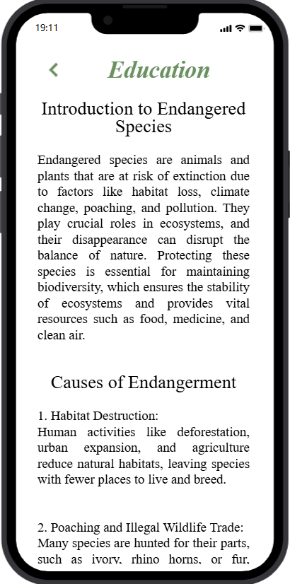 19:11
Education
Introduction to Endangered
Species
Endangered species are animals and
plants that are at risk of extinction due
to factors like habitat loss, climate
change, poaching, and pollution. They
play crucial roles in ecosystems, and
their disappearance can disrupt the
balance of nature. Protecting these
species is essential for maintaining
biodiversity, which ensures the stability
of ecosystems and provides vital
resources such as food, medicine, and
clean air.
Causes of Endangerment
1. Habitat Destruction:
Human activities like deforestation,
urban expansion, and agriculture
reduce natural habitats, leaving species
with fewer places to live and breed.
2. Poaching and Illegal Wildlife Trade:
Many species are hunted for their parts,
such as ivory, rhino horns, or fur,